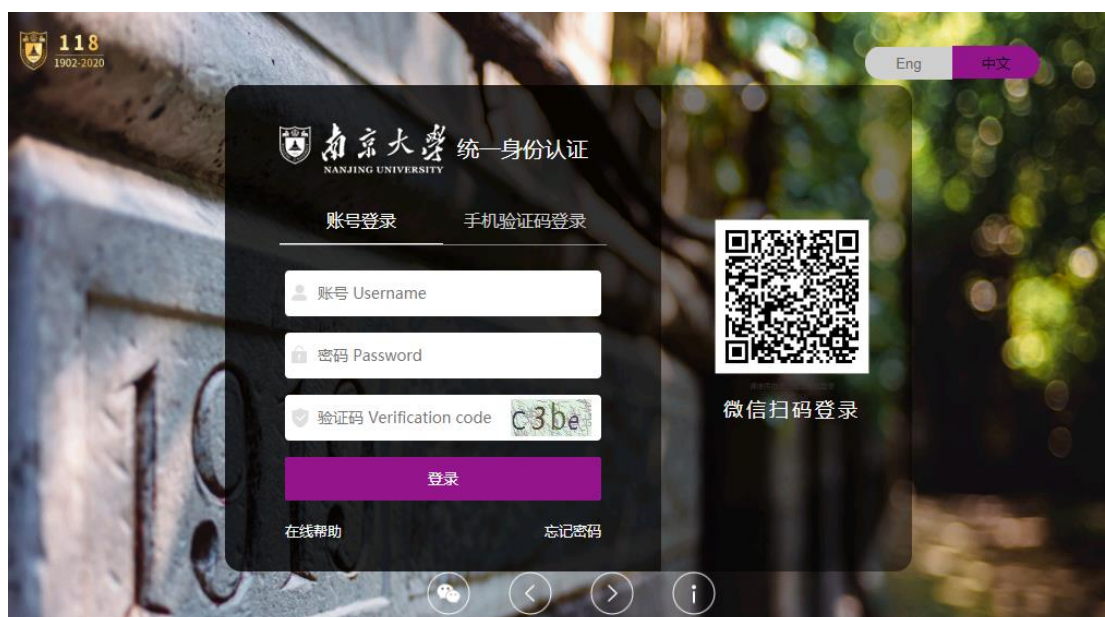 118
1902-2020
Eng
中文
南京大学
NANJING UNIVERSITY
统一身份认证
账号登录
手机验证码登录
账号 Username
密码 Password
验证码 Verification code
c3be
登录
在线帮助
忘记密码
微信扫码登录
191